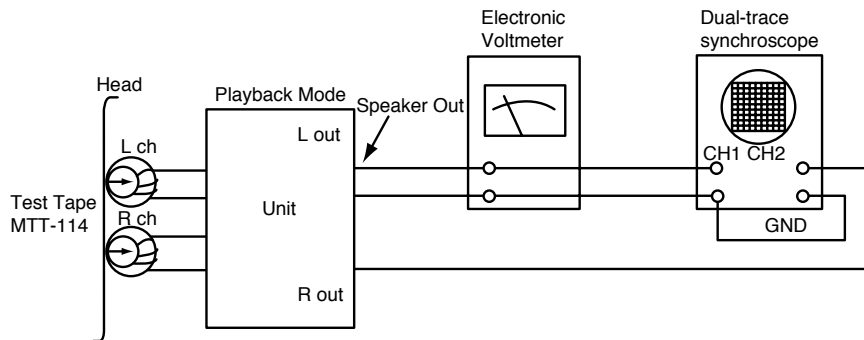 Electronic
Voltmeter
Dual-trace
synchroscope
Head
Playback Mode
Speaker Out
L out
L ch
CH1 CH2
Test Tape
MTT-114
R ch
Unit
GND
R out